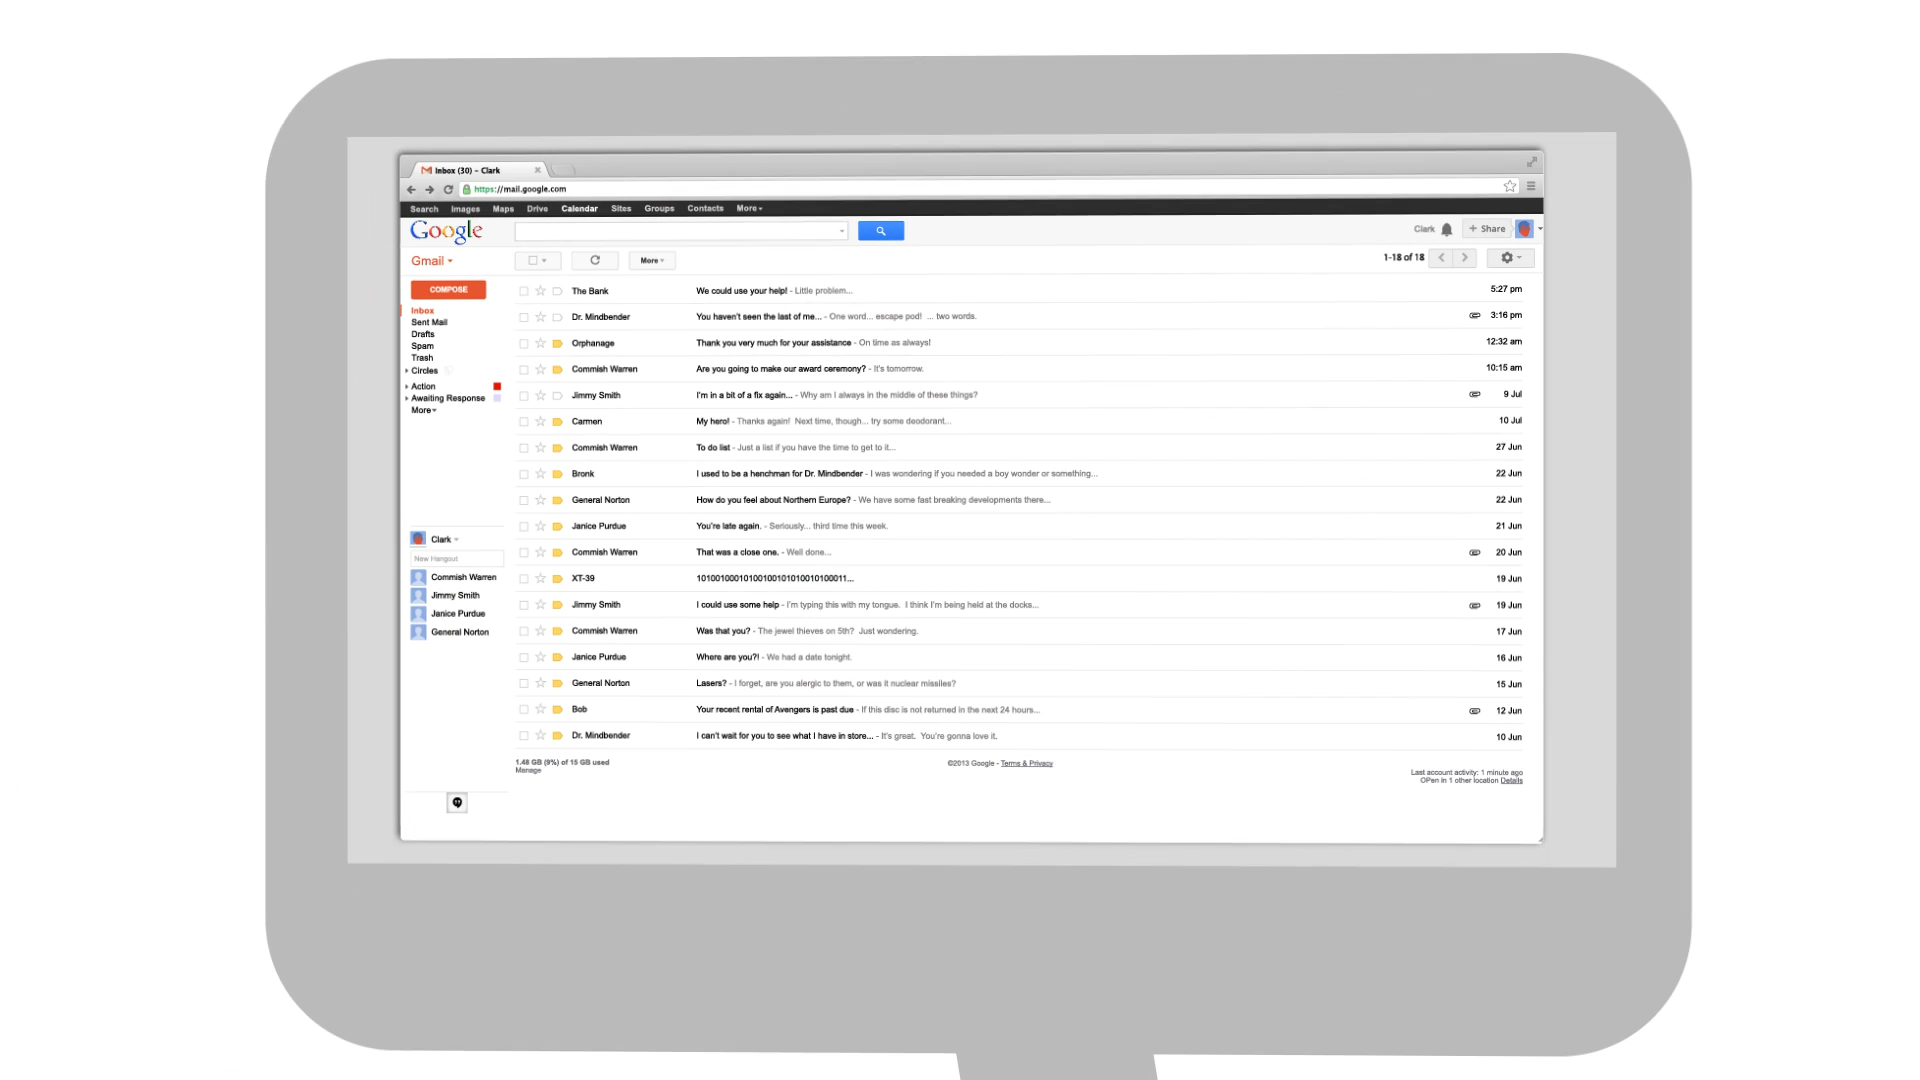 Inbox (30) - Clark
https://mail.google.com
Search Images Maps Drive Calendar Sites Groups Contacts More
Google
Clark + Share
Gmail
More
1-18 of 18
COMPOSE
Inbox
Sent Mail
Drafts
Spam
Trash
Circles
Action
Awaiting Response
More
The Bank We could use your help! - Little problem... 5:27 pm
Dr. Mindbender You haven't seen the last of me... - One word... escape pod! ... two words. 3:16 pm
Orphanage Thank you very much for your assistance - On time as always! 12:32 am
Commish Warren Are you going to make our award ceremony? - It's tomorrow. 10:15 am
Jimmy Smith I'm in a bit of a fix again... - Why am I always in the middle of these things? 9 Jul
Carmen My hero! - Thanks again! Next time, though... try some deodorant... 10 Jul
Commish Warren To do list - Just a list if you have the time to get to it... 27 Jun
Bronk I used to be a henchman for Dr. Mindbender - I was wondering if you needed a boy wonder or something... 22 Jun
General Norton How do you feel about Northern Europe? - We have some fast breaking developments there... 22 Jun
Janice Purdue You're late again. - Seriously... third time this week. 21 Jun
Commish Warren That was a close one. - Well done... 20 Jun
XT-39 10100100010100100101010010100011... 19 Jun
Jimmy Smith I could use some help - I'm typing this with my tongue. I think I'm being held at the docks... 19 Jun
Commish Warren Was that you? - The jewel thieves on 5th? Just wondering. 17 Jun
Janice Purdue Where are you?! - We had a date tonight. 16 Jun
General Norton Lasers? - I forget, are you alergic to them, or was it nuclear missiles? 15 Jun
Bob Your recent rental of Avengers is past due - If this disc is not returned in the next 24 hours... 12 Jun
Dr. Mindbender I can't wait for you to see what I have in store... - It's great. You're gonna love it. 10 Jun
Clark
New Hangout
Commish Warren
Jimmy Smith
Janice Purdue
General Norton
1.48 GB (9%) of 15 GB used
Manage
©2013 Google - Terms & Privacy
Last account activity: 1 minute ago
OPen in 1 other location Details